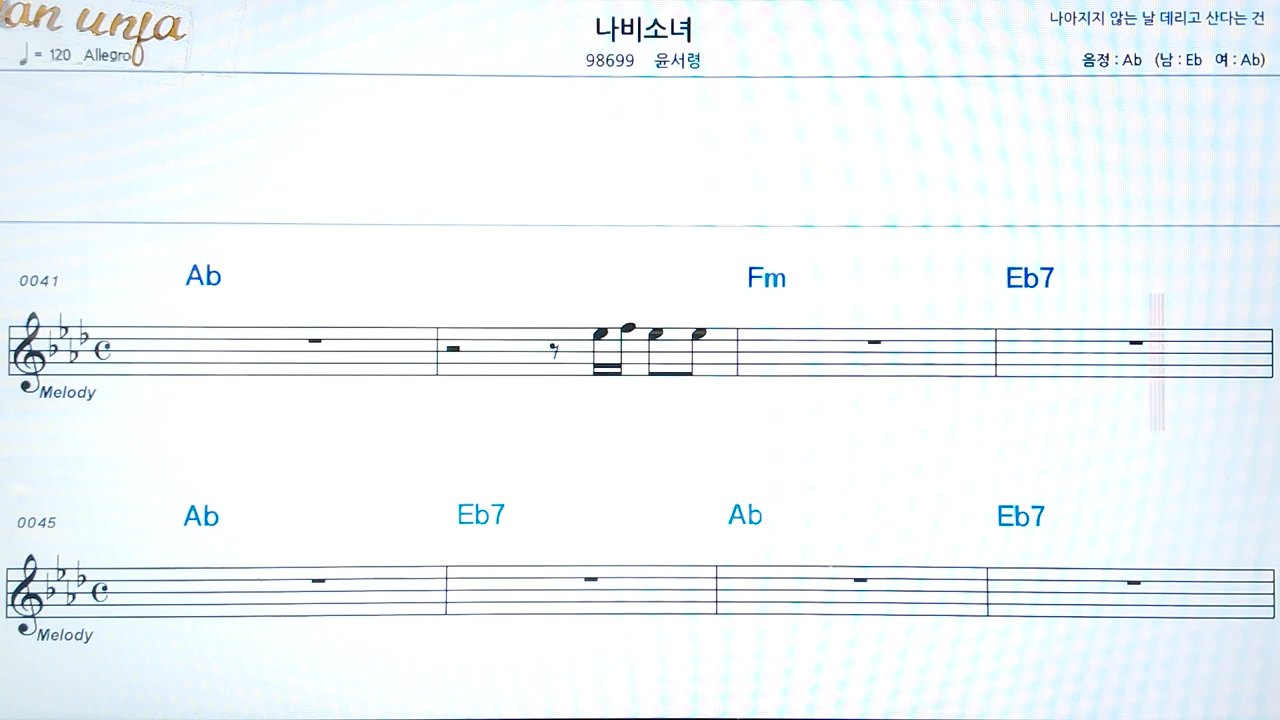 an unfa
♩ = 120 Allegro
나비소녀
98699 윤서령
나아지지 않는 날 데리고 산다는 건
음정 : Ab (남 : Eb 여 : Ab)
0041 Ab Fm Eb7
Melody
0045 Ab Eb7 Ab Eb7
Melody